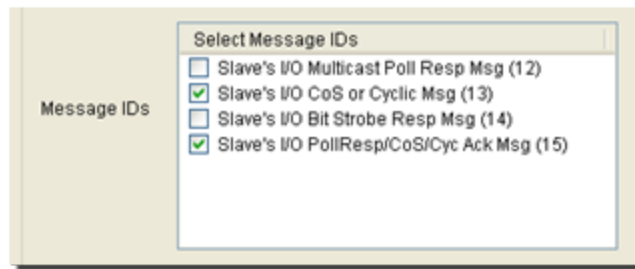 Select Message IDs
Slave's I/O Multicast Poll Resp Msg (12)
Slave's I/O CoS or Cyclic Msg (13)
Message IDs
Slave's I/O Bit Strobe Resp Msg (14)
Slave's I/O PollResp/CoS/Cyc Ack Msg (15)